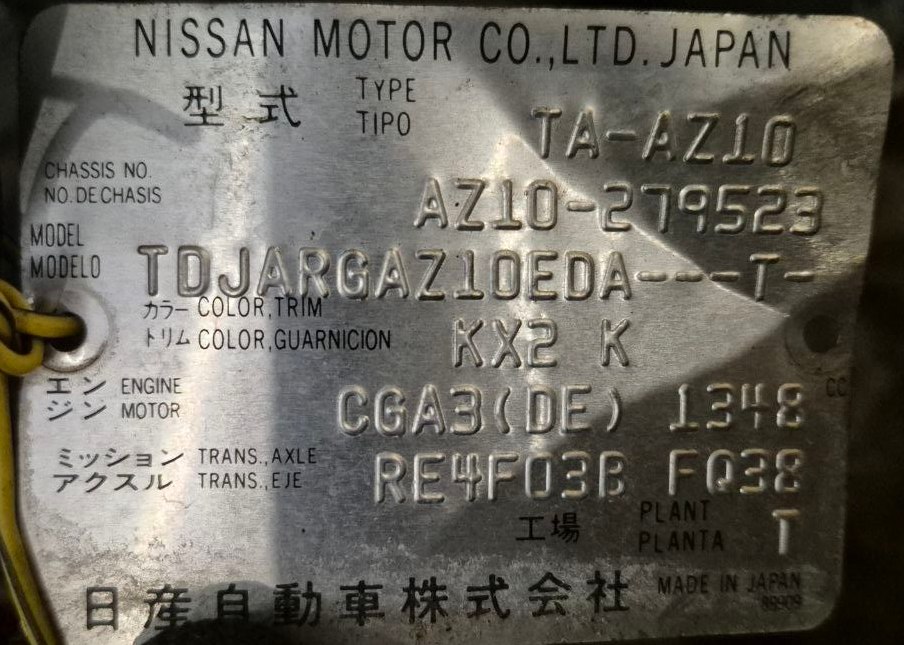 NISSAN MOTOR CO.,LTD. JAPAN
型式 TYPE TIPO TA-AZ10
CHASSIS NO.
NO.DE CHASIS AZ10-279523
MODEL
MODELO TDJARGAZ10EDA---T-
カラー COLOR,TRIM
トリム COLOR,GUARNICION KX2 K
エン ENGINE CC
ジン MOTOR CGA3(DE) 1348
ミッション TRANS.,AXLE
アクスル TRANS.,EJE RE4F03B FQ38
工場 PLANT
PLANTA T
日産自動車株式会社 MADE IN JAPAN
89909